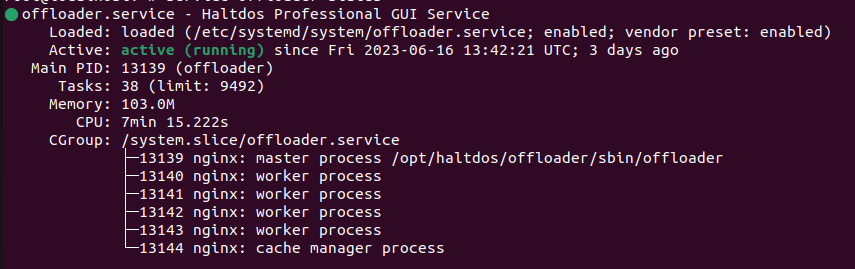 ● offloader.service - Haltdos Professional GUI Service
Loaded: loaded (/etc/systemd/system/offloader.service; enabled; vendor preset: enabled)
Active: active (running) since Fri 2023-06-16 13:42:21 UTC; 3 days ago
Main PID: 13139 (offloader)
Tasks: 38 (limit: 9492)
Memory: 103.0M
CPU: 7min 15.222s
CGroup: /system.slice/offloader.service
├─13139 nginx: master process /opt/haltdos/offloader/sbin/offloader
├─13140 nginx: worker process
├─13141 nginx: worker process
├─13142 nginx: worker process
├─13143 nginx: worker process
└─13144 nginx: cache manager process